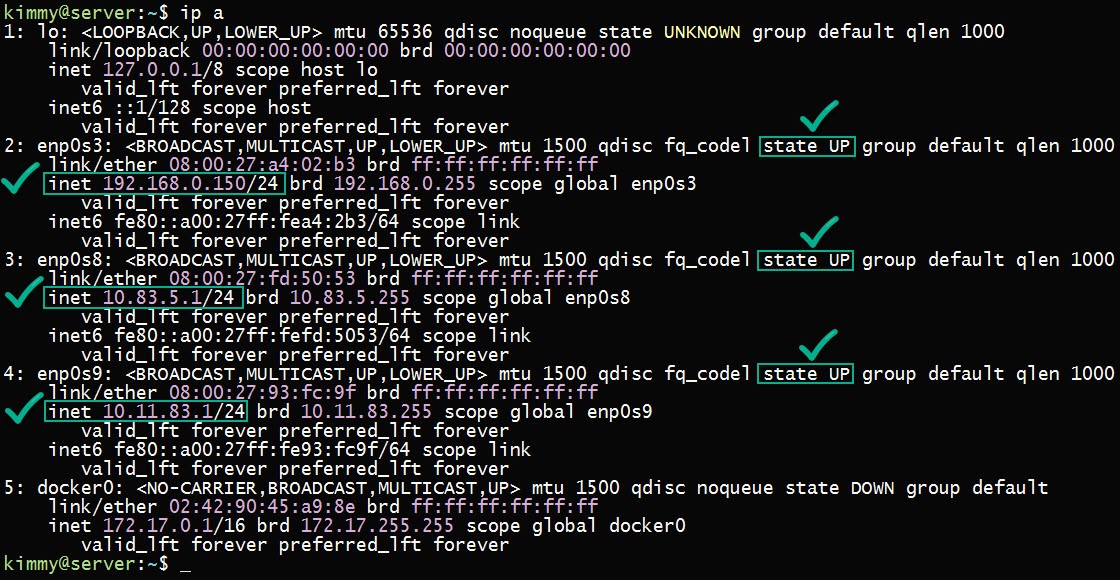 kimmy@server:~$ ip a
1: lo: <LOOPBACK,UP,LOWER_UP> mtu 65536 qdisc noqueue state UNKNOWN group default qlen 1000
    link/loopback 00:00:00:00:00:00 brd 00:00:00:00:00:00
    inet 127.0.0.1/8 scope host lo
       valid_lft forever preferred_lft forever
    inet6 ::1/128 scope host
       valid_lft forever preferred_lft forever
2: enp0s3: <BROADCAST,MULTICAST,UP,LOWER_UP> mtu 1500 qdisc fq_codel state UP group default qlen 1000
    link/ether 08:00:27:a4:02:b3 brd ff:ff:ff:ff:ff:ff
    inet 192.168.0.150/24 brd 192.168.0.255 scope global enp0s3
       valid_lft forever preferred_lft forever
    inet6 fe80::a00:27ff:fea4:2b3/64 scope link
       valid_lft forever preferred_lft forever
3: enp0s8: <BROADCAST,MULTICAST,UP,LOWER_UP> mtu 1500 qdisc fq_codel state UP group default qlen 1000
    link/ether 08:00:27:fd:50:53 brd ff:ff:ff:ff:ff:ff
    inet 10.83.5.1/24 brd 10.83.5.255 scope global enp0s8
       valid_lft forever preferred_lft forever
    inet6 fe80::a00:27ff:fefd:5053/64 scope link
       valid_lft forever preferred_lft forever
4: enp0s9: <BROADCAST,MULTICAST,UP,LOWER_UP> mtu 1500 qdisc fq_codel state UP group default qlen 1000
    link/ether 08:00:27:93:fc:9f brd ff:ff:ff:ff:ff:ff
    inet 10.11.83.1/24 brd 10.11.83.255 scope global enp0s9
       valid_lft forever preferred_lft forever
    inet6 fe80::a00:27ff:fe93:fc9f/64 scope link
       valid_lft forever preferred_lft forever
5: docker0: <NO-CARRIER,BROADCAST,MULTICAST,UP> mtu 1500 qdisc noqueue state DOWN group default
    link/ether 02:42:90:45:a9:8e brd ff:ff:ff:ff:ff:ff
    inet 172.17.0.1/16 brd 172.17.255.255 scope global docker0
       valid_lft forever preferred_lft forever
kimmy@server:~$ _